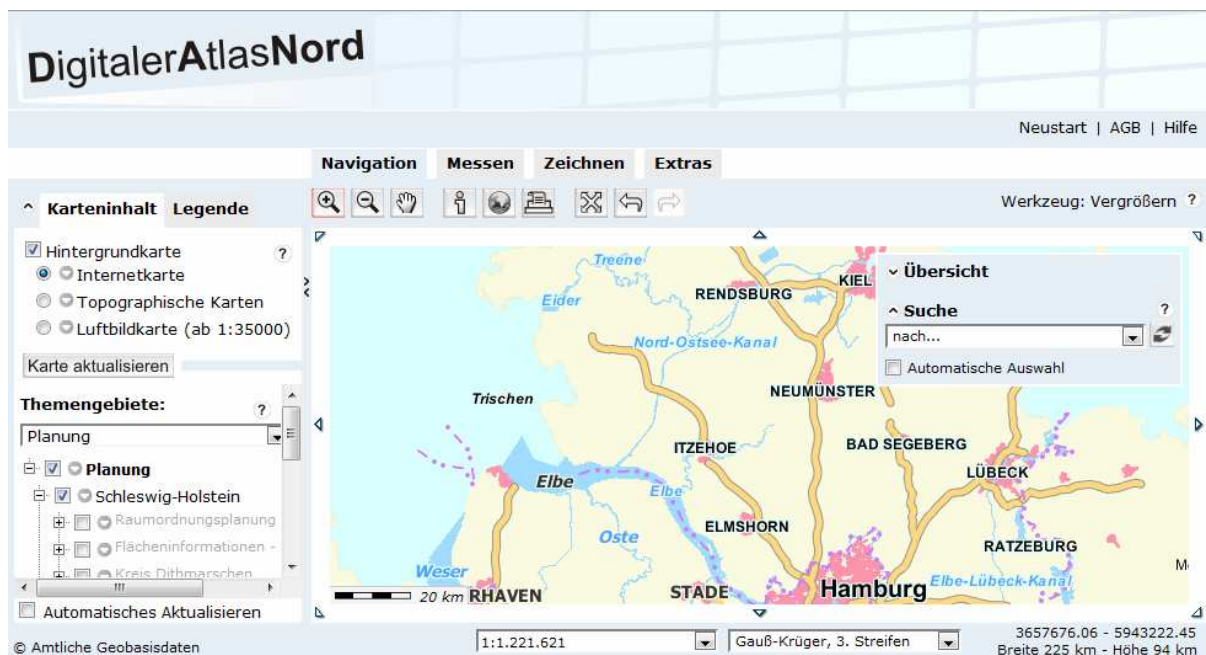 DigitalerAtlasNord
Neustart | AGB | Hilfe
Navigation Messen Zeichnen Extras
^ Karteninhalt Legende
Werkzeug: Vergrößern ?
Hintergrundkarte ?
Internetkarte
Topographische Karten
Luftbildkarte (ab 1:35000)
Karte aktualisieren
Themengebiete: ?
Planung
Planung
Schleswig-Holstein
Raumordnungsplanung
Flächeninformationen -
Kreis Dithmarschen
Automatisches Aktualisieren
© Amtliche Geobasisdaten
Treene
KIEL
Eider
RENDSBURG
Nord-Ostsee-Kanal
Übersicht
Suche ?
nach...
Automatische Auswahl
NEUMÜNSTER
Trischen
ITZEHOE
BAD SEGEBERG
LÜBECK
Elbe
Elbe
ELMSHORN
Oste
RATZEBURG
Weser
M
20 km
RHAVEN
STADE
Hamburg
Elbe-Lübeck-Kanal
1:1.221.621
Gauß-Krüger, 3. Streifen
3657676.06 - 5943222.45
Breite 225 km - Höhe 94 km